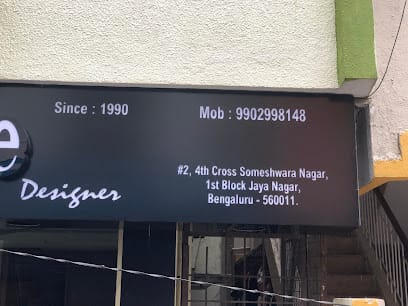 Since : 1990
Mob : 9902998148
e
Designer
#2, 4th Cross Someshwara Nagar,
1st Block Jaya Nagar,
Bengaluru - 560011.